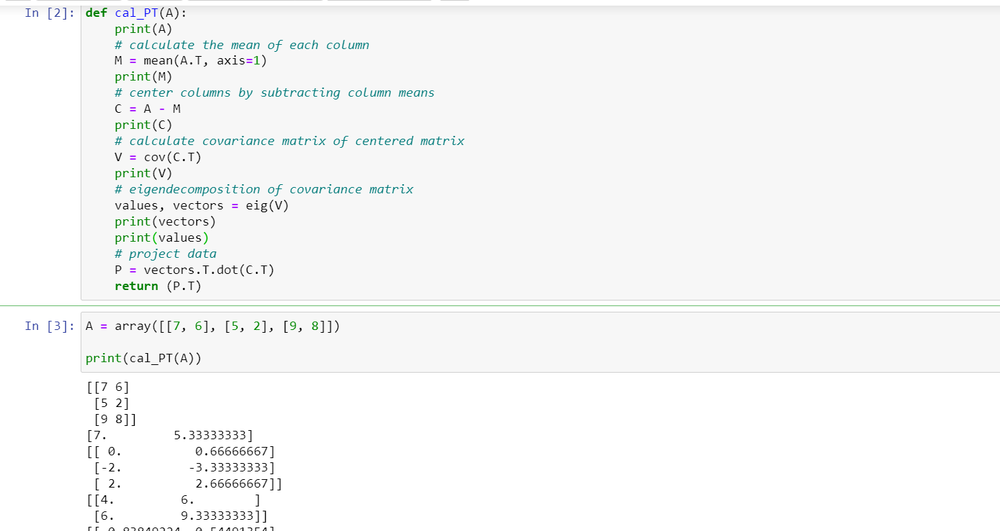 In [2]: def cal_PT(A):
print(A)
# calculate the mean of each column
M = mean(A.T, axis=1)
print(M)
# center columns by subtracting column means
C = A - M
print(C)
# calculate covariance matrix of centered matrix
V = cov(C.T)
print(V)
# eigendecomposition of covariance matrix
values, vectors = eig(V)
print(vectors)
print(values)
# project data
P = vectors.T.dot(C.T)
return (P.T)
In [3]: A = array([[7, 6], [5, 2], [9, 8]])
print(cal_PT(A))
[[7 6]
[5 2]
[9 8]]
[7. 5.33333333]
[[ 0. 0.66666667]
[-2. -3.33333333]
[ 2. 2.66666667]]
[[4. 6. ]
[6. 9.33333333]]